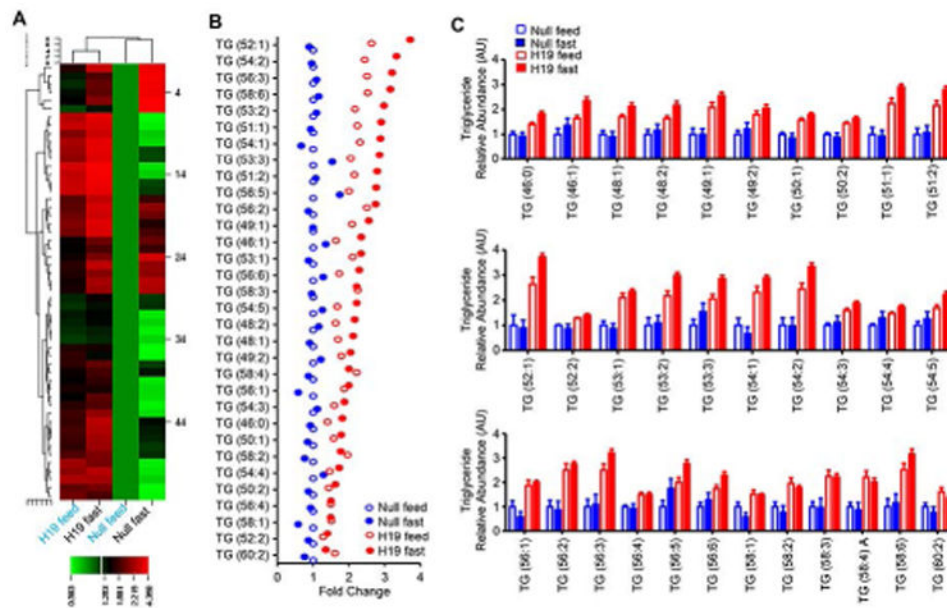 A
4
14
24
34
44
H19 feed
H19 fast
Null feed
Null fast
B
TG (52:1)
TG (54:2)
TG (56:3)
TG (58:6)
TG (53:2)
TG (51:1)
TG (54:1)
TG (53:3)
TG (51:2)
TG (56:5)
TG (56:2)
TG (49:1)
TG (46:1)
TG (53:1)
TG (56:6)
TG (58:3)
TG (54:5)
TG (48:2)
TG (48:1)
TG (49:2)
TG (58:4)
TG (56:1)
TG (54:3)
TG (46:0)
TG (50:1)
TG (58:2)
TG (54:4)
TG (50:2)
TG (56:4)
TG (58:1)
TG (52:2)
TG (60:2)
Null feed
Null fast
H19 feed
H19 fast
0 1 2 3 4
Fold Change
C
Null feed
Null fast
H19 feed
H19 fast
Triglyceride
Relative Abundance (AU)
4
3
2
1
0
TG (46:0)
TG (46:1)
TG (48:1)
TG (48:2)
TG (49:1)
TG (49:2)
TG (50:1)
TG (50:2)
TG (51:1)
TG (51:2)
Triglyceride
Relative Abundance (AU)
4
3
2
1
0
TG (52:1)
TG (52:2)
TG (53:1)
TG (53:2)
TG (53:3)
TG (54:1)
TG (54:2)
TG (54:3)
TG (54:4)
TG (54:5)
Triglyceride
Relative Abundance (AU)
4
3
2
1
0
TG (56:1)
TG (56:2)
TG (56:3)
TG (56:4)
TG (56:5)
TG (56:6)
TG (58:1)
TG (58:2)
TG (58:3)
TG (58:4) A
TG (58:6)
TG (60:2)